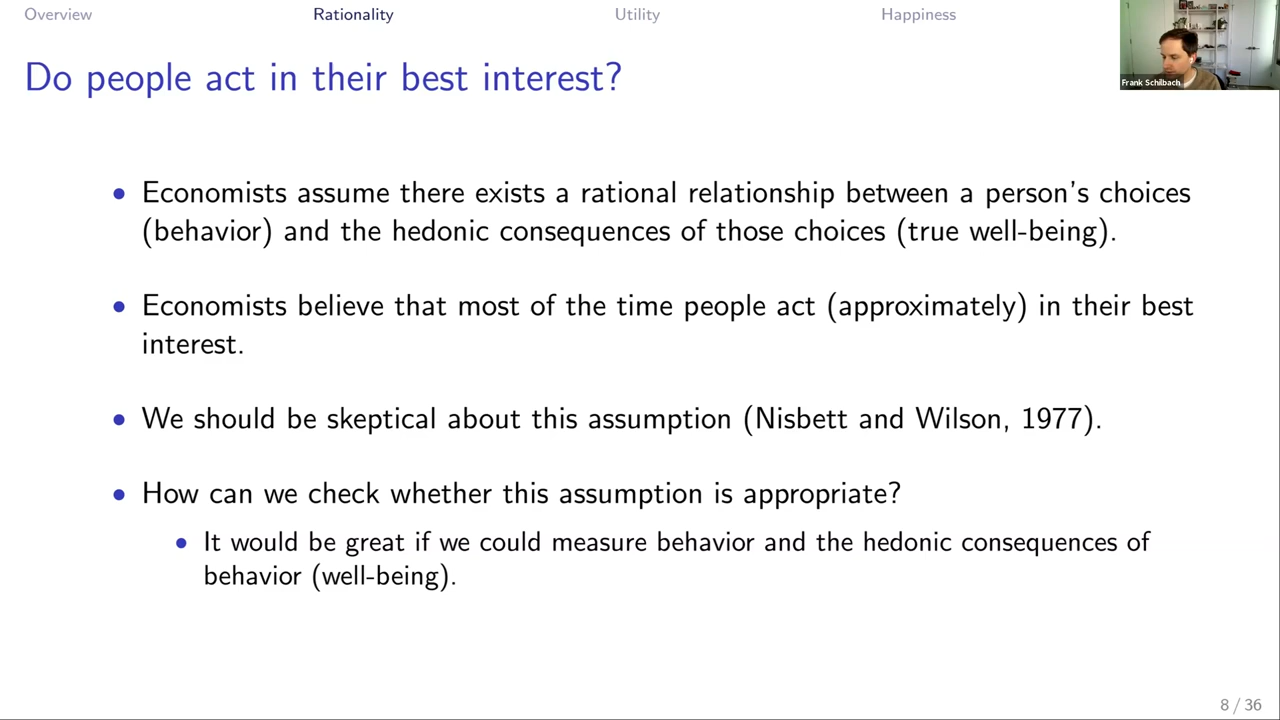 Overview
Rationality
Utility
Happiness
Frank Schilbach
Do people act in their best interest?
• Economists assume there exists a rational relationship between a person's choices
(behavior) and the hedonic consequences of those choices (true well-being).
• Economists believe that most of the time people act (approximately) in their best
interest.
• We should be skeptical about this assumption (Nisbett and Wilson, 1977).
• How can we check whether this assumption is appropriate?
• It would be great if we could measure behavior and the hedonic consequences of
behavior (well-being).
8 / 36